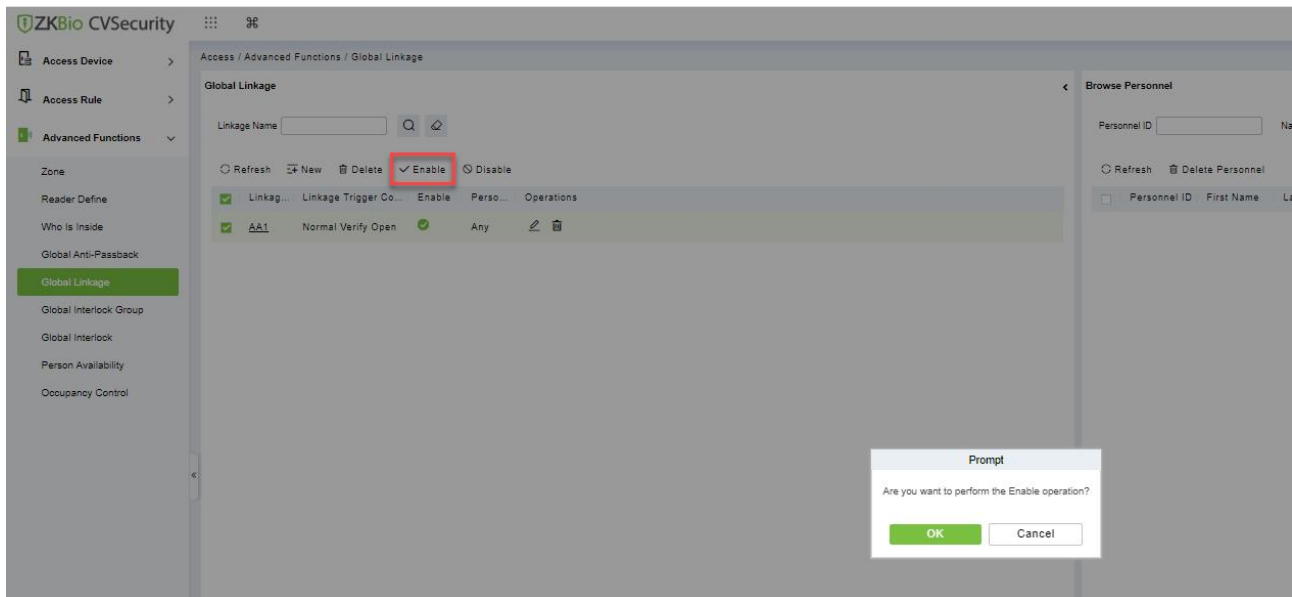 ZKBio CVSecurity
Access Device
Access Rule
Advanced Functions
Zone
Reader Define
Who Is Inside
Global Anti-Passback
Global Linkage
Global Interlock Group
Global Interlock
Person Availability
Occupancy Control
Access / Advanced Functions / Global Linkage
Global Linkage
Linkage Name
Refresh New Delete Enable Disable
Linkag... Linkage Trigger Co... Enable Perso... Operations
AA1 Normal Verify Open Any
Browse Personnel
Personnel ID Na
Refresh Delete Personnel
Personnel ID First Name La
Prompt
Are you want to perform the Enable operation?
OK Cancel